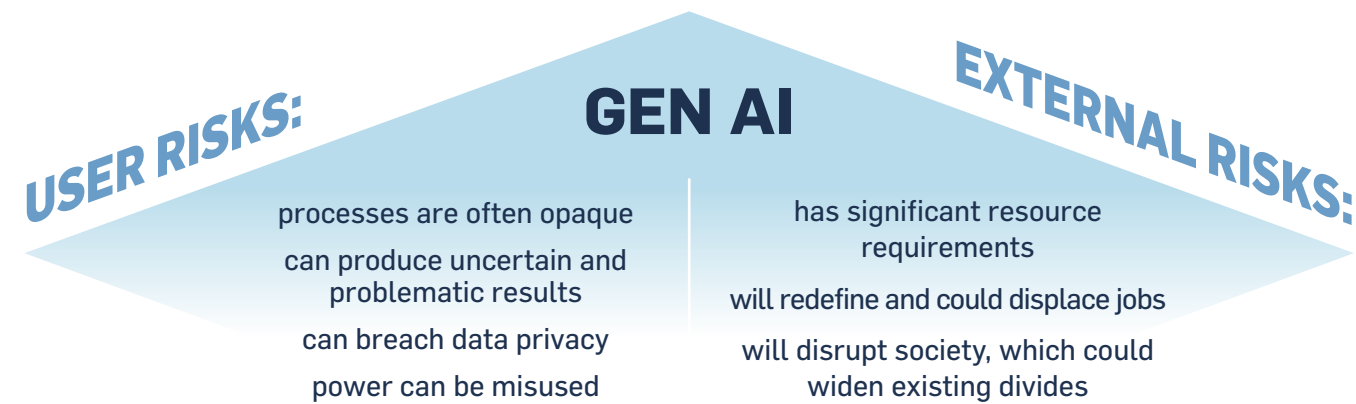 GEN AI
USER RISKS:
processes are often opaque
can produce uncertain and
problematic results
can breach data privacy
power can be misused
EXTERNAL RISKS:
has significant resource
requirements
will redefine and could displace jobs
will disrupt society, which could
widen existing divides